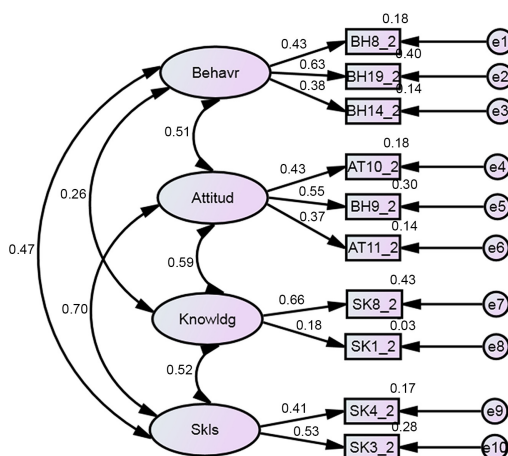 0.18
0.43
BH8_2
e1
0.40
Behavr
0.63
BH19_2
e2
0.14
0.38
BH14_2
e3
0.51
0.18
0.43
AT10_2
e4
0.30
0.26
Attitud
0.55
BH9_2
e5
0.14
0.37
AT11_2
e6
0.47
0.59
0.43
0.70
0.66
SK8_2
e7
Knowldg
0.03
0.18
SK1_2
e8
0.52
0.17
0.41
SK4_2
e9
Skls
0.28
0.53
SK3_2
e10